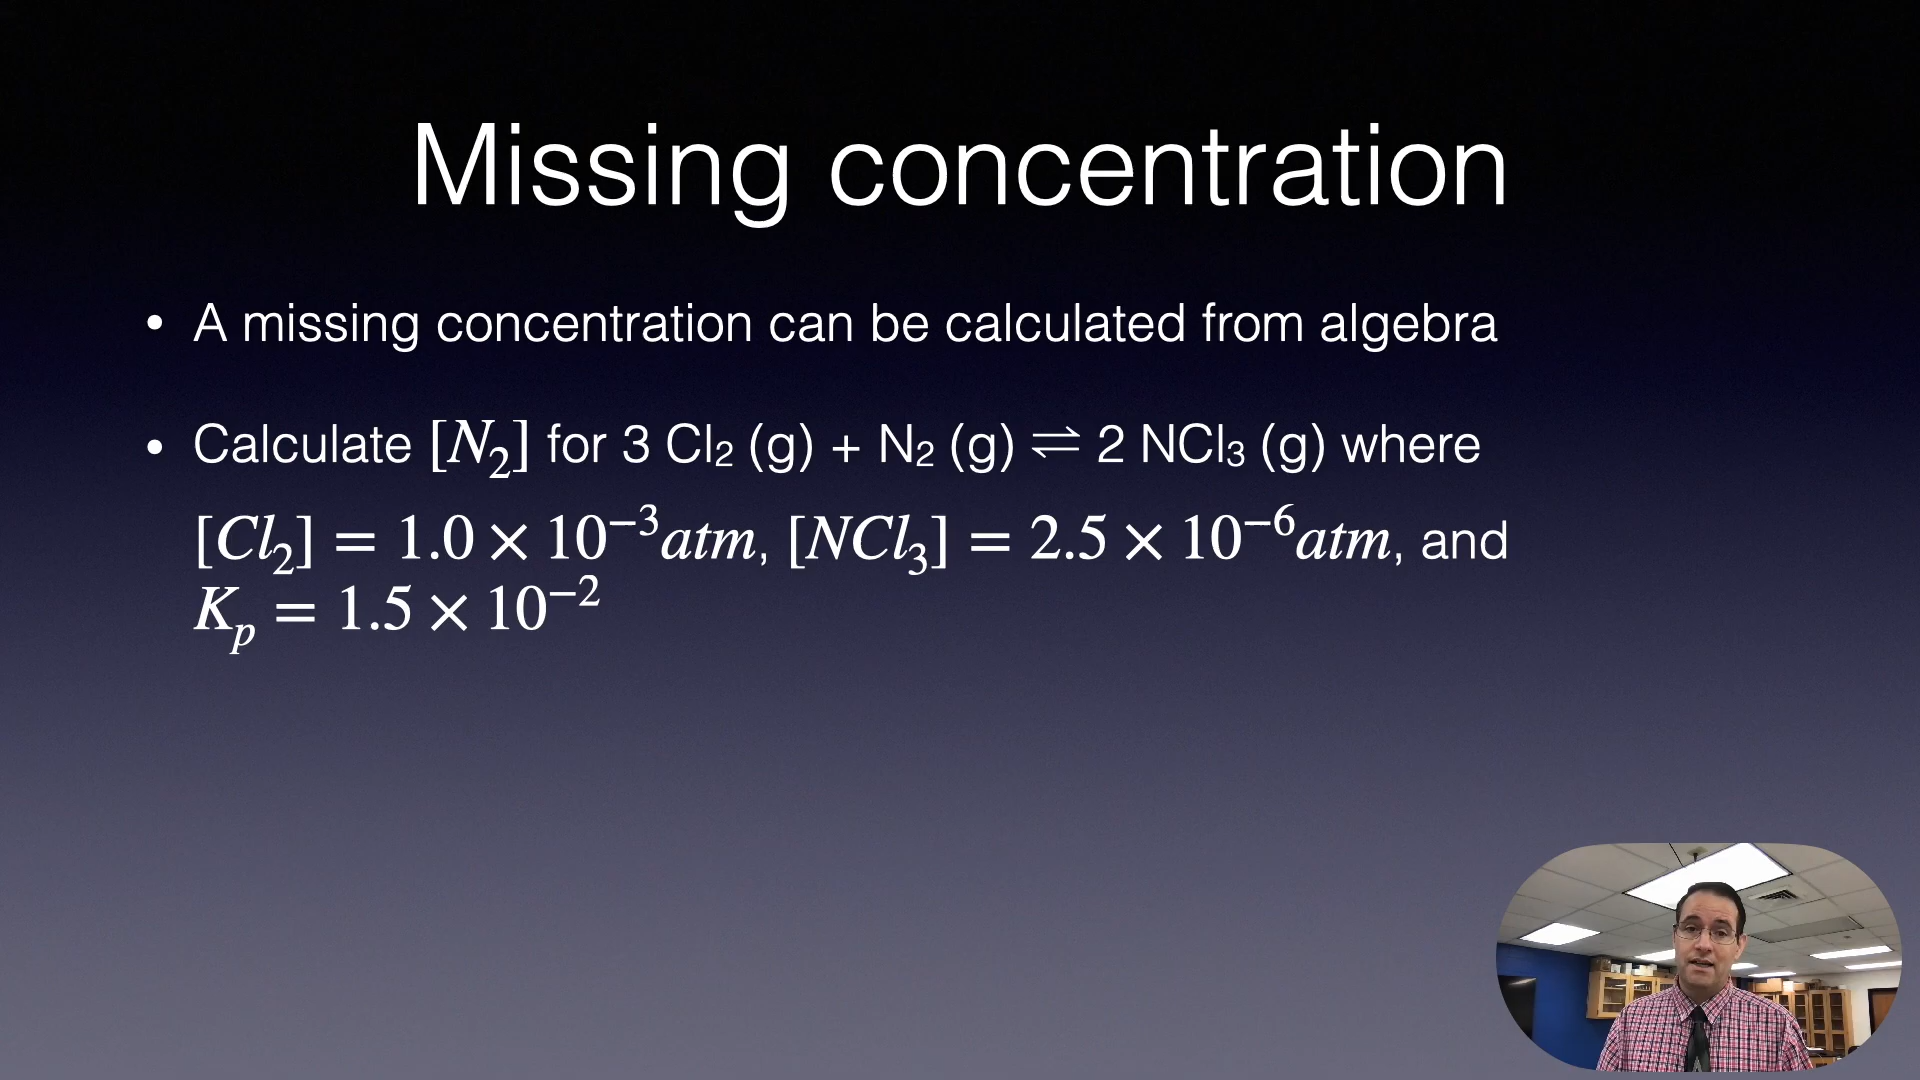 Missing concentration
• A missing concentration can be calculated from algebra
• Calculate [N₂] for 3 Cl₂ (g) + N₂ (g) ⇌ 2 NCl₃ (g) where
[Cl₂] = 1.0 × 10⁻³atm, [NCl₃] = 2.5 × 10⁻⁶atm, and
Kₚ = 1.5 × 10⁻²